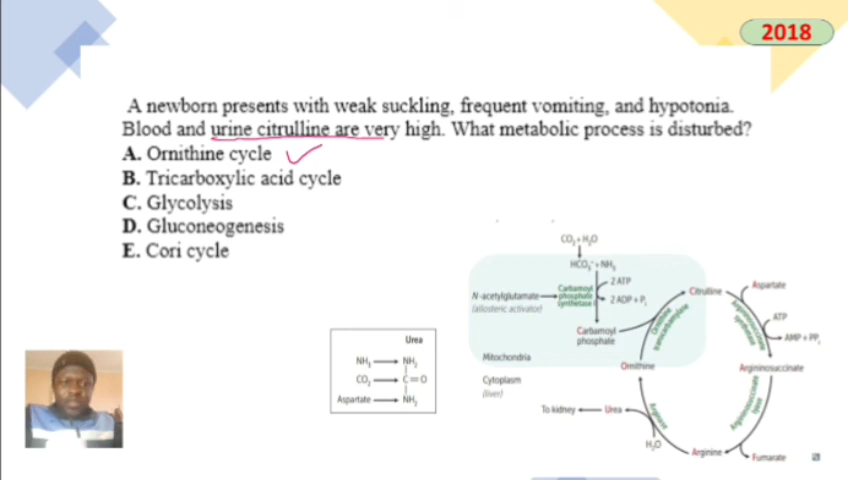 2018
A newborn presents with weak suckling, frequent vomiting, and hypotonia.
Blood and urine citrulline are very high. What metabolic process is disturbed?
A. Ornithine cycle
B. Tricarboxylic acid cycle
C. Glycolysis
D. Gluconeogenesis
E. Cori cycle
CO₂ + H₂O
HCO₃⁻ + NH₃
2 ATP
N-acetylglutamate
Carbamoyl phosphate synthetase I
2 ADP + Pᵢ
(allosteric activator)
Carbamoyl
phosphate
Ornithine transcarbamylase
Citrulline
Aspartate
Argininosuccinate synthetase
ATP
AMP + PPᵢ
Mitochondria
Ornithine
Argininosuccinate
Cytoplasm
(liver)
Argininosuccinate lyase
To kidney
Urea
Arginase
H₂O
Arginine
Fumarate
Urea
NH₃ NH₂
CO₂ C=O
Aspartate NH₂